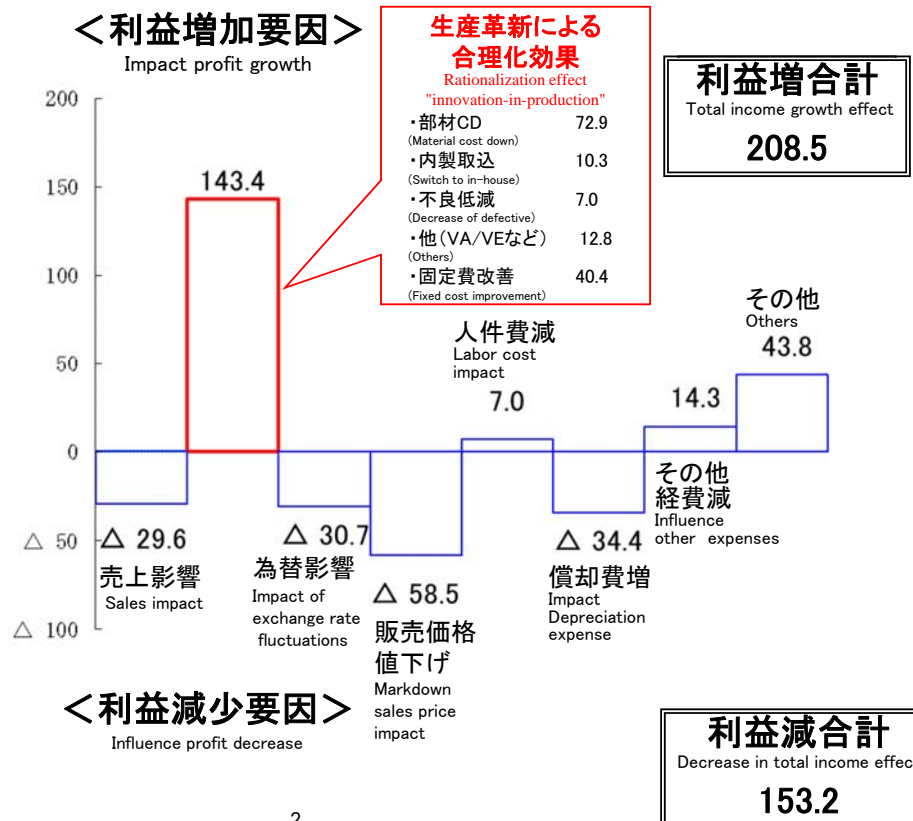 ＜利益増加要因＞
Impact profit growth
生産革新による
合理化効果
Rationalization effect
"innovation-in-production"
・部材CD 72.9
(Material cost down)
・内製取込 10.3
(Switch to in-house)
・不良低減 7.0
(Decrease of defective)
・他（VA/VEなど） 12.8
(Others)
・固定費改善 40.4
(Fixed cost improvement)
利益増合計
Total income growth effect
208.5
200
150
100
50
0
△ 50
△ 100
143.4
人件費減
Labor cost
impact
7.0
その他
Others
43.8
14.3
△ 29.6
売上影響
Sales impact
△ 30.7
為替影響
Impact of
exchange rate
fluctuations
△ 58.5
販売価格
値下げ
Markdown
sales price
impact
△ 34.4
償却費増
Impact
Depreciation
expense
その他
経費減
Influence
other expenses
＜利益減少要因＞
Influence profit decrease
利益減合計
Decrease in total income effec
153.2
2